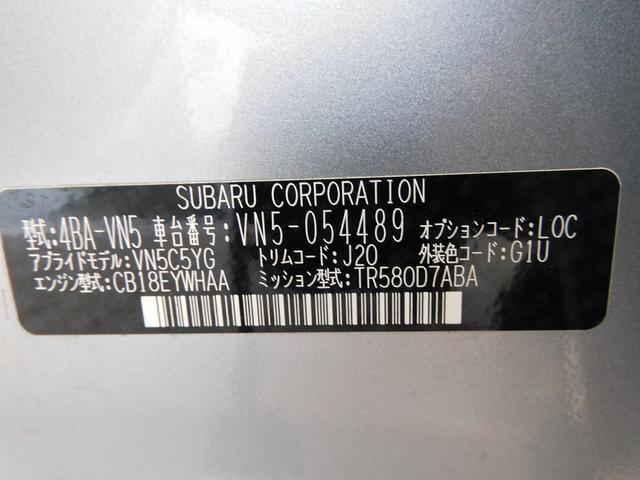 SUBARU CORPORATION
型式:4BA-VN5 車台番号:VN5-054489 オプションコード:LOC
アプライドモデル:VN5C5YG トリムコード:J20 外装色コード:G1U
エンジン型式:CB18EYWHAA ミッション型式:TR580D7ABA